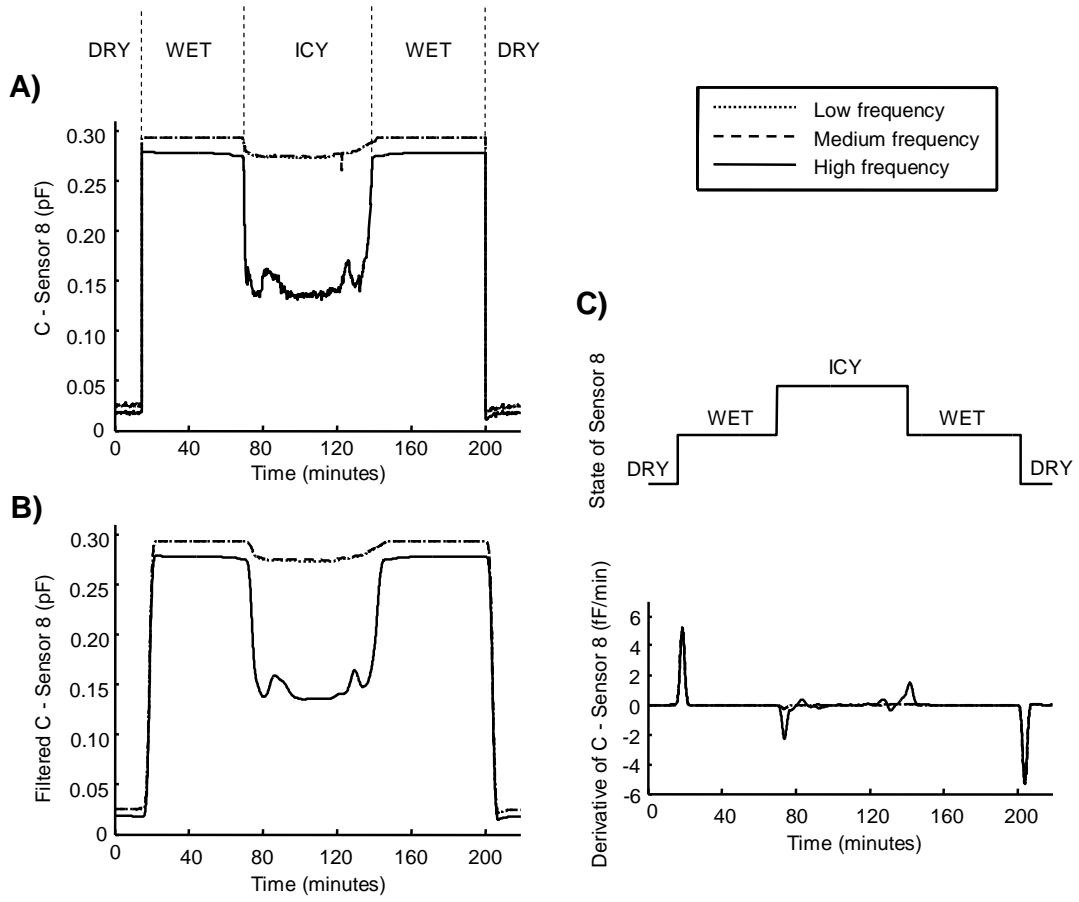 DRY WET ICY WET DRY
A)
Low frequency
Medium frequency
High frequency
C - Sensor 8 (pF)
0.30
0.25
0.20
0.15
0.10
0.05
0
0 40 80 120 160 200
Time (minutes)
B)
Filtered C - Sensor 8 (pF)
0.30
0.25
0.20
0.15
0.10
0.05
0
0 40 80 120 160 200
Time (minutes)
C)
State of Sensor 8
ICY
WET WET
DRY DRY
Derivative of C - Sensor 8 (fF/min)
6
4
2
0
-2
-4
-6
0 40 80 120 160 200
Time (minutes)